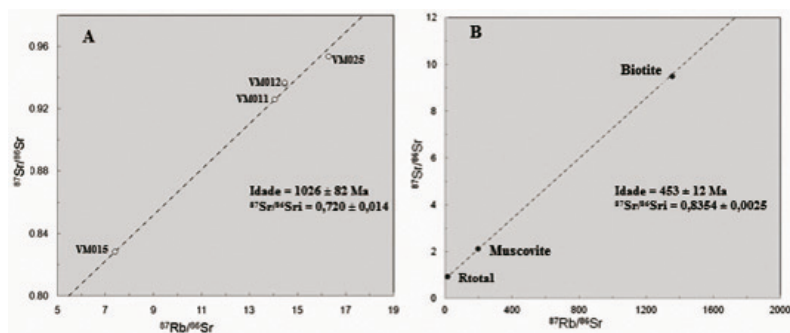 A
0.96
0.92
0.88
0.84
0.80
⁸⁷Sr/⁸⁶Sr
VM025
VM012
VM011
VM015
Idade = 1026 ± 82 Ma
⁸⁷Sr/⁸⁶Sri = 0,720 ± 0,014
5 7 9 11 13 15 17 19
⁸⁷Rb/⁸⁶Sr
B
12
10
8
6
4
2
0
⁸⁷Sr/⁸⁶Sr
Biotite
Muscovite
Rtotal
Idade = 453 ± 12 Ma
⁸⁷Sr/⁸⁶Sri = 0,8354 ± 0,0025
0 400 800 1200 1600 2000
⁸⁷Rb/⁸⁶Sr